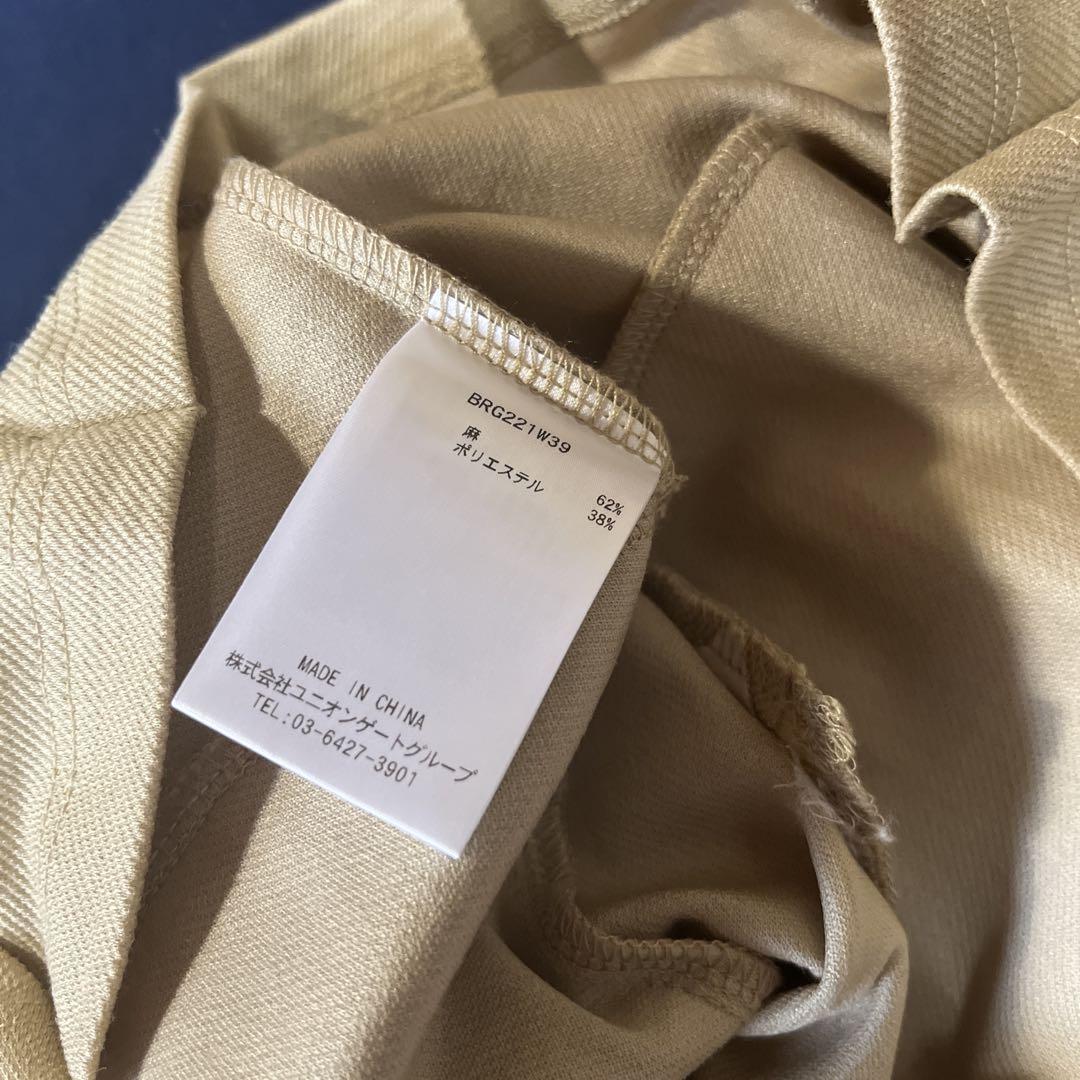 BRG221W39
麻 62%
ポリエステル 38%
MADE IN CHINA
株式会社ユニオンゲートグループ
TEL:03-6427-3901